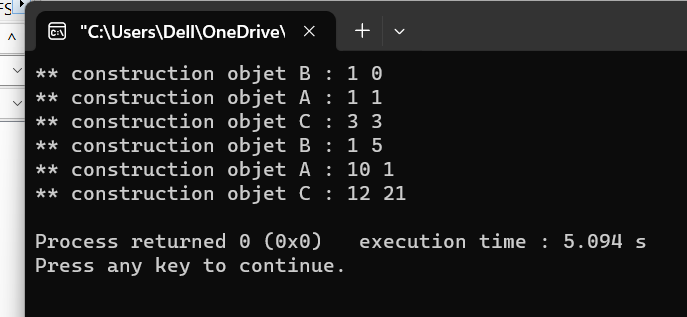 FS
"C:\Users\Dell\OneDrive\
** construction objet B : 1 0
** construction objet A : 1 1
** construction objet C : 3 3
** construction objet B : 1 5
** construction objet A : 10 1
** construction objet C : 12 21
Process returned 0 (0x0)   execution time : 5.094 s
Press any key to continue.